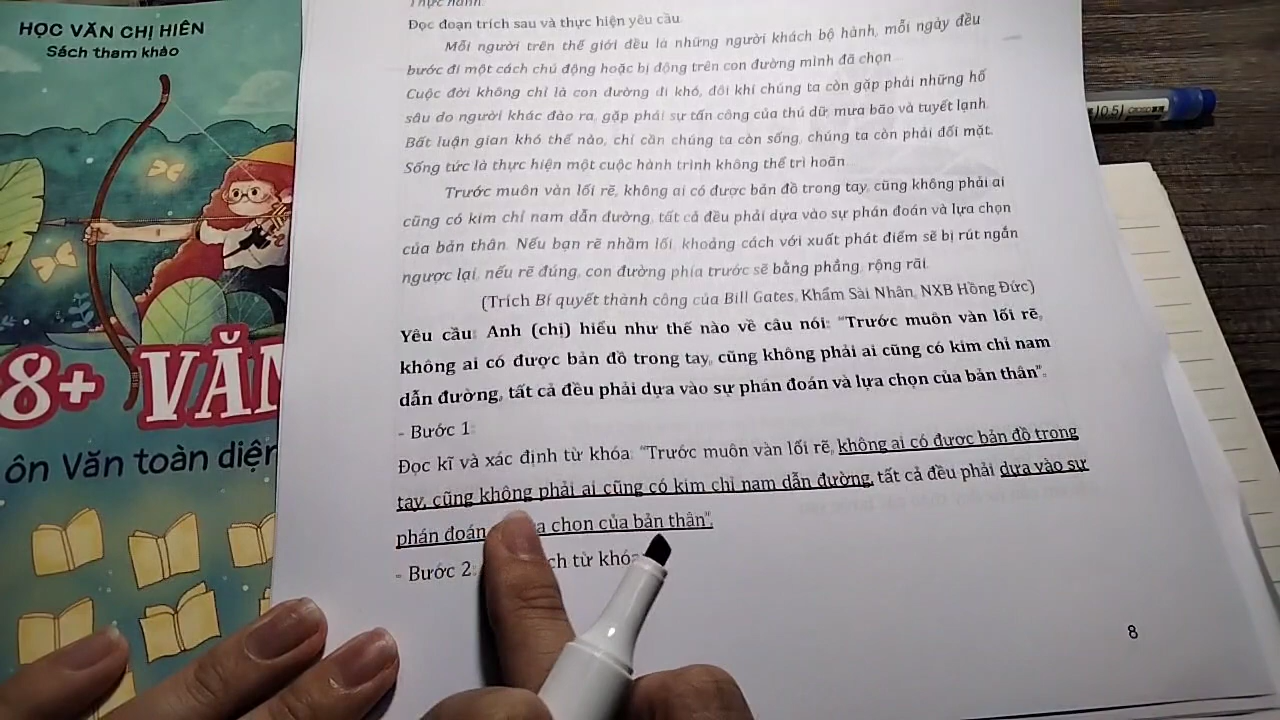 HỌC VĂN CHỊ HIÊN
Sách tham khảo
8+ VĂN
ôn Văn toàn diện
Thực hành:
Đọc đoạn trích sau và thực hiện yêu cầu:
Mỗi người trên thế giới đều là những người khách bộ hành, mỗi ngày đều
bước đi một cách chủ động hoặc bị động trên con đường mình đã chọn...
Cuộc đời không chỉ là con đường đi khó, đôi khi chúng ta còn gặp phải những hố
sâu do người khác đào ra, gặp phải sự tấn công của thú dữ, mưa bão và tuyết lạnh.
Bất luận gian khó thế nào, chỉ cần chúng ta còn sống, chúng ta còn phải đối mặt.
Sống tức là thực hiện một cuộc hành trình không thể trì hoãn.
Trước muôn vàn lối rẽ, không ai có được bản đồ trong tay, cũng không phải ai
cũng có kim chỉ nam dẫn đường, tất cả đều phải dựa vào sự phán đoán và lựa chọn
của bản thân. Nếu bạn rẽ nhầm lối, khoảng cách với xuất phát điểm sẽ bị rút ngắn
ngược lại, nếu rẽ đúng, con đường phía trước sẽ bằng phẳng, rộng rãi.
(Trích Bí quyết thành công của Bill Gates, Khẩm Sài Nhân, NXB Hồng Đức)
Yêu cầu: Anh (chị) hiểu như thế nào về câu nói: "Trước muôn vàn lối rẽ,
không ai có được bản đồ trong tay, cũng không phải ai cũng có kim chỉ nam
dẫn đường, tất cả đều phải dựa vào sự phán đoán và lựa chọn của bản thân".
- Bước 1:
Đọc kĩ và xác định từ khóa: "Trước muôn vàn lối rẽ, không ai có được bản đồ trong
tay, cũng không phải ai cũng có kim chỉ nam dẫn đường, tất cả đều phải dựa vào sự
phán đoán chọn của bản thân".
- Bước 2: từ
8
(0.5)